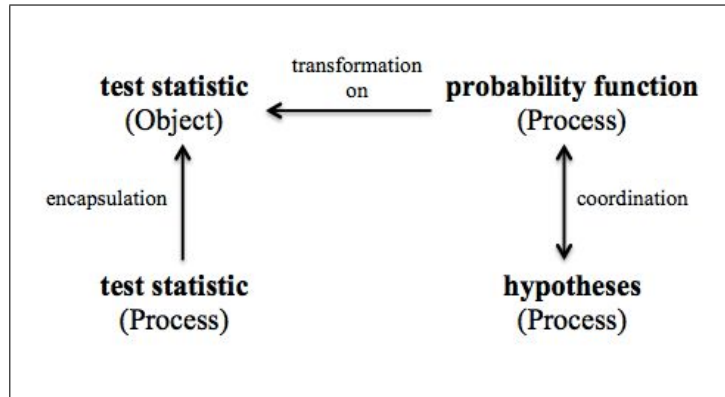 transformation
on
test statistic
(Object)
probability function
(Process)
encapsulation
coordination
test statistic
(Process)
hypotheses
(Process)